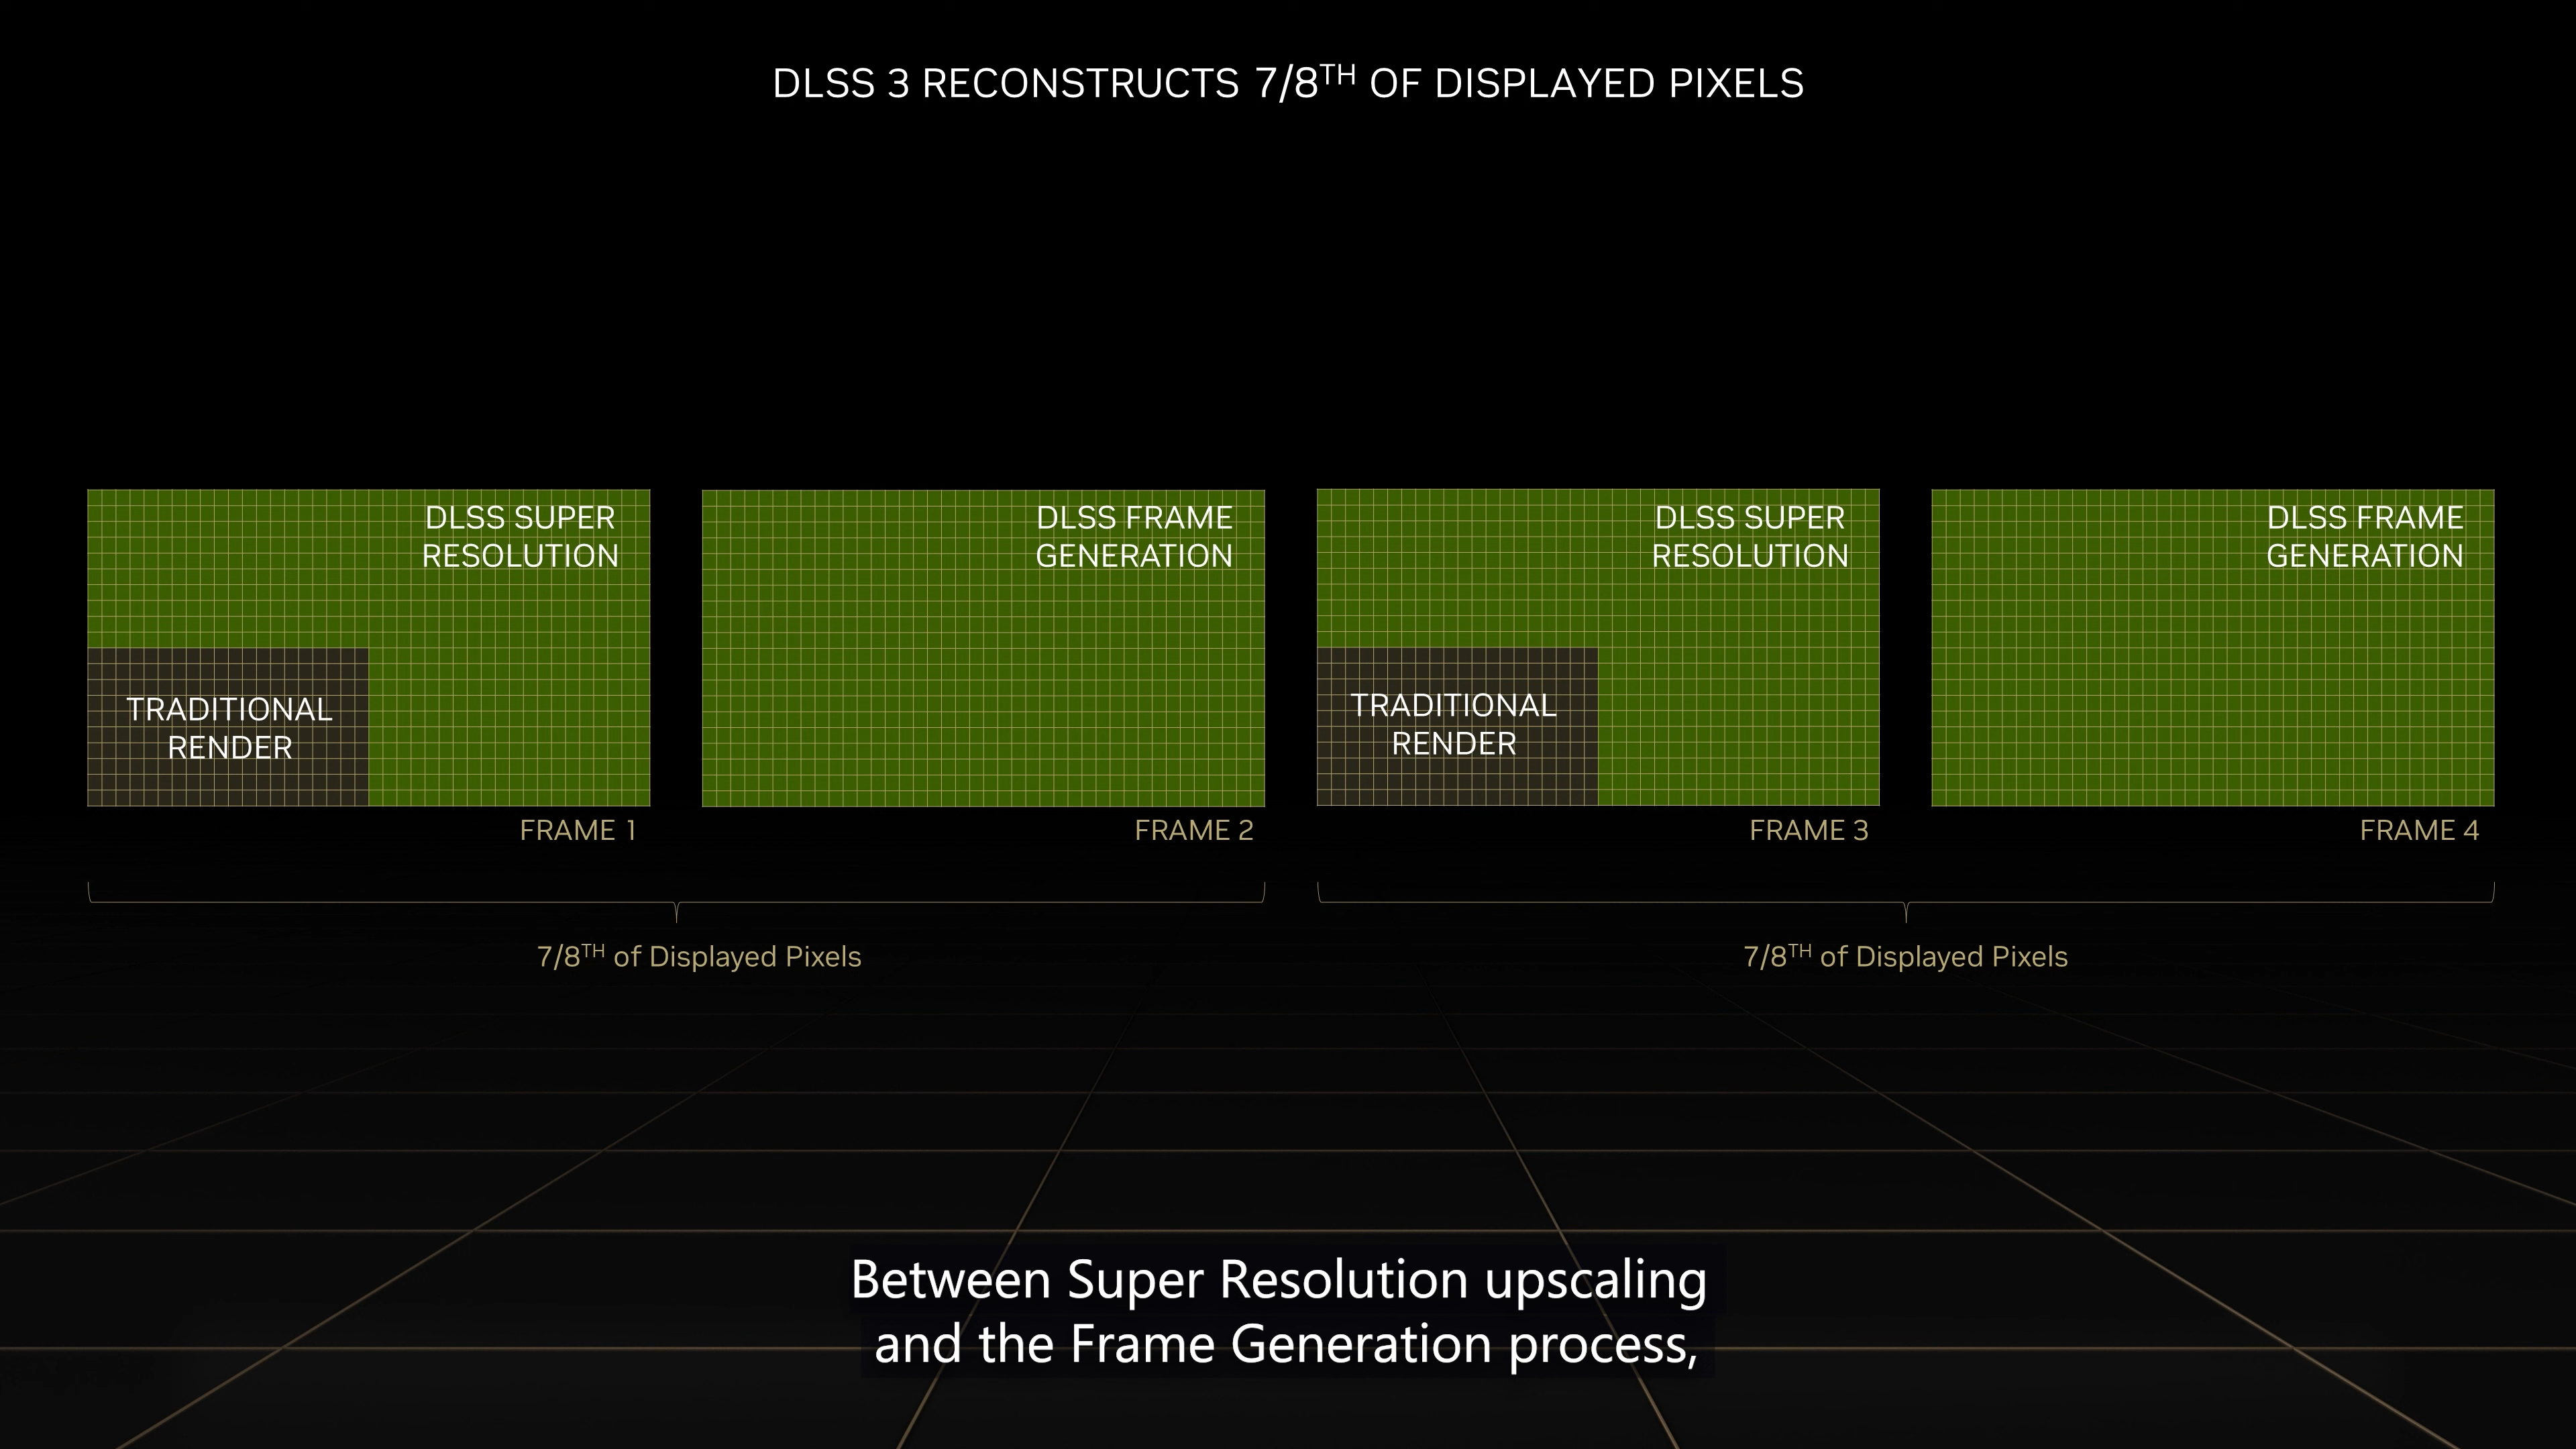 DLSS 3 RECONSTRUCTS 7/8TH OF DISPLAYED PIXELS
DLSS SUPER
RESOLUTION
TRADITIONAL
RENDER
FRAME 1
DLSS FRAME
GENERATION
FRAME 2
DLSS SUPER
RESOLUTION
TRADITIONAL
RENDER
FRAME 3
DLSS FRAME
GENERATION
FRAME 4
7/8TH of Displayed Pixels
7/8TH of Displayed Pixels
Between Super Resolution upscaling
and the Frame Generation process,